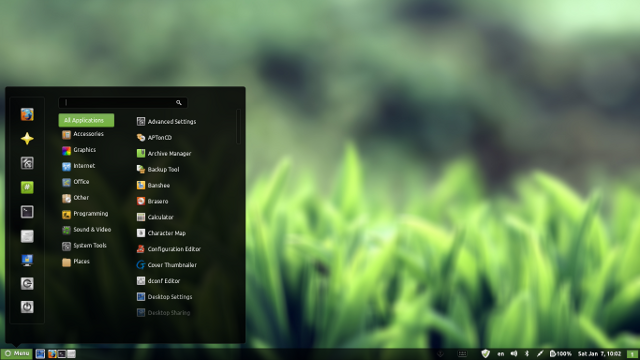 All Applications
Accessories
Graphics
Internet
Office
Other
Programming
Sound & Video
System Tools
Places
Advanced Settings
APTonCD
Archive Manager
Backup Tool
Banshee
Brasero
Calculator
Character Map
Configuration Editor
Cover Thumbnailer
dconf Editor
Desktop Settings
Desktop Sharing
Menu
en
100%
Sat Jan 7, 10:02